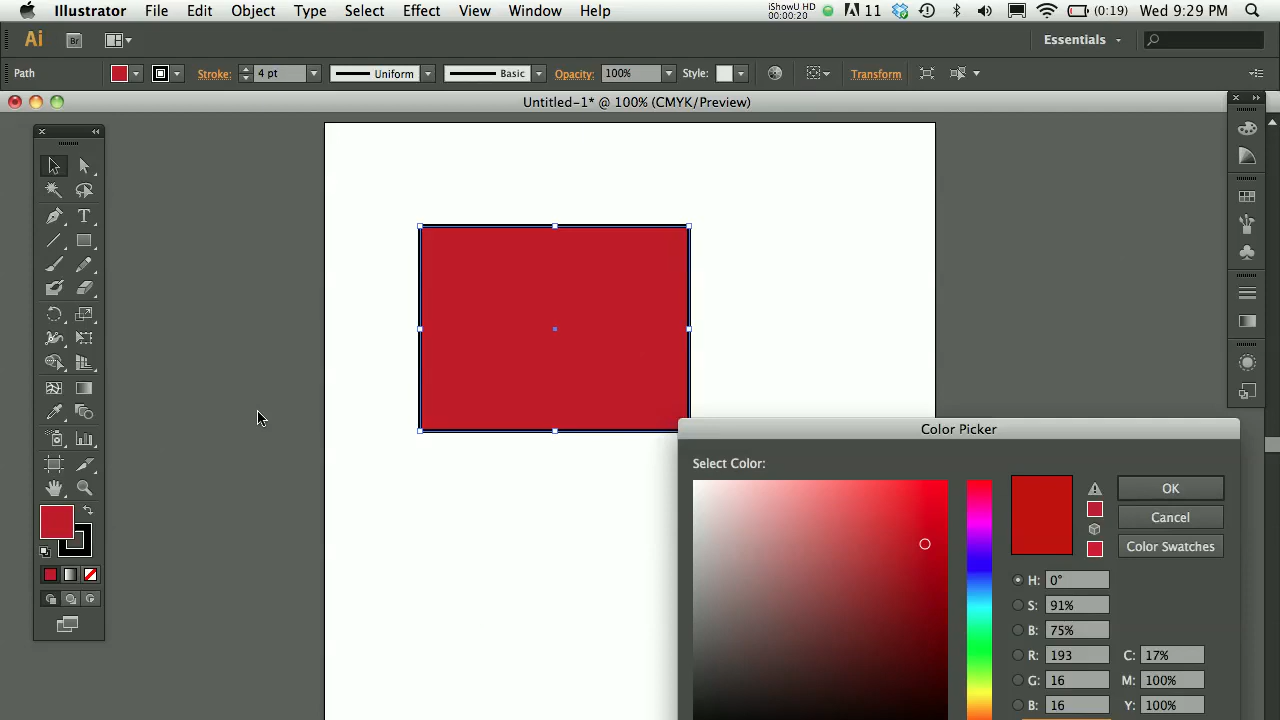 Illustrator File Edit Object Type Select Effect View Window Help iShowU HD 00:00:20 11 (0:19) Wed 9:29 PM
Ai Br Essentials
Path Stroke: 4 pt Uniform Basic Opacity: 100% Style: Transform
Untitled-1* @ 100% (CMYK/Preview)
T
Color Picker
Select Color:
OK
Cancel
Color Swatches
H: 0°
S: 91%
B: 75%
R: 193 C: 17%
G: 16 M: 100%
B: 16 Y: 100%